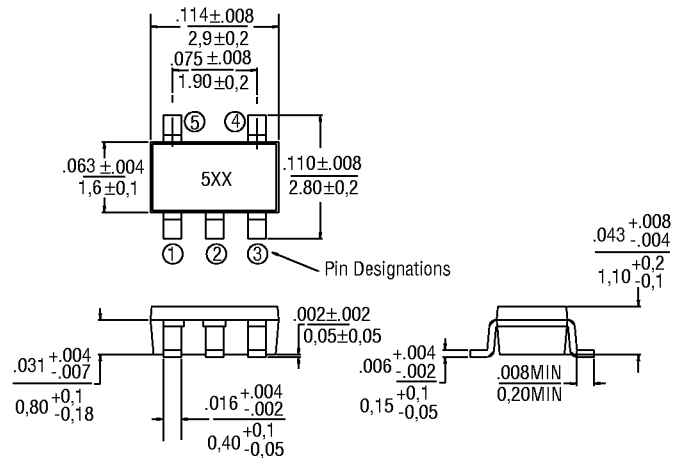 .114±.008
2,9±0,2
.075±.008
1.90±0,2
⑤ ④
.063±.004
1,6±0,1
5XX
.110±.008
2.80±0,2
① ② ③
Pin Designations
.043 +.008 -.004
1,10 +0,2 -0,1
.002±.002
0,05±0,05
.031 +.004 -.007
0,80 +0,1 -0,18
.016 +.004 -.002
0,40 +0,1 -0,05
.006 +.004 -.002
0,15 +0,1 -0,05
.008MIN
0,20MIN